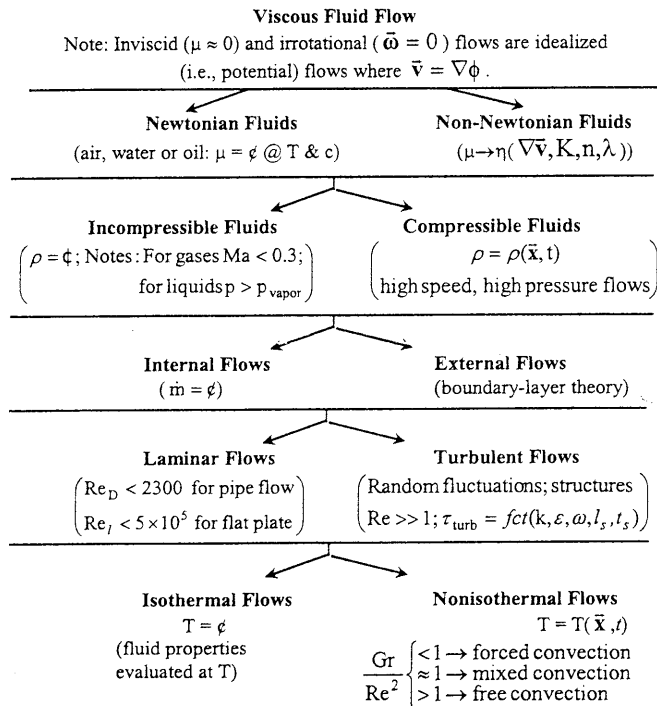 Viscous Fluid Flow
Note: Inviscid (μ ≈ 0) and irrotational ( ω⃗ = 0 ) flows are idealized
(i.e., potential) flows where v⃗ = ∇ϕ .
Newtonian Fluids
(air, water or oil: μ = ¢ @ T & c)
Non-Newtonian Fluids
(μ→η( ∇v⃗,K,n,λ ))
Incompressible Fluids
(ρ = ¢; Notes: For gases Ma < 0.3;
for liquids p > p_vapor)
Compressible Fluids
(ρ = ρ(x⃗, t)
high speed, high pressure flows)
Internal Flows
( ṁ = ¢)
External Flows
(boundary-layer theory)
Laminar Flows
(Re_D < 2300 for pipe flow
Re_l < 5×10⁵ for flat plate)
Turbulent Flows
(Random fluctuations; structures
Re >> 1; τ_turb = fct(k,ε,ω,l_s,t_s))
Isothermal Flows
T = ¢
(fluid properties
evaluated at T)
Nonisothermal Flows
T = T( x⃗ ,t)
Gr
Re²
< 1 → forced convection
≈ 1 → mixed convection
> 1 → free convection